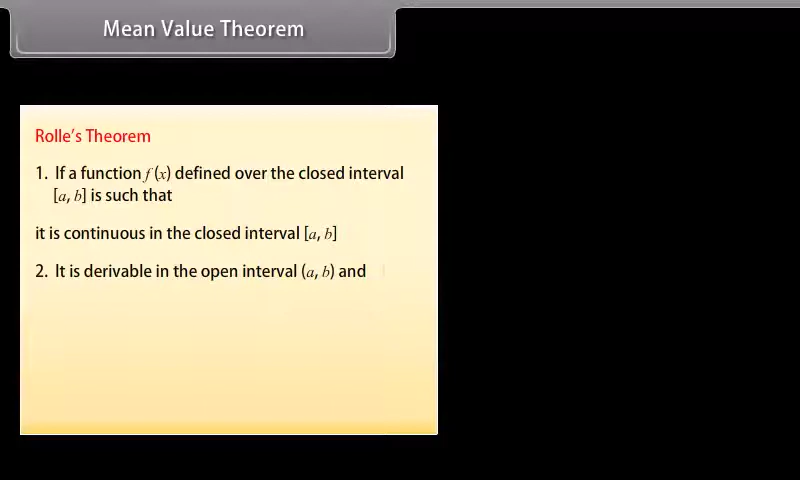 Mean Value Theorem
Rolle's Theorem
1. If a function f (x) defined over the closed interval
[a, b] is such that
it is continuous in the closed interval [a, b]
2. It is derivable in the open interval (a, b) and